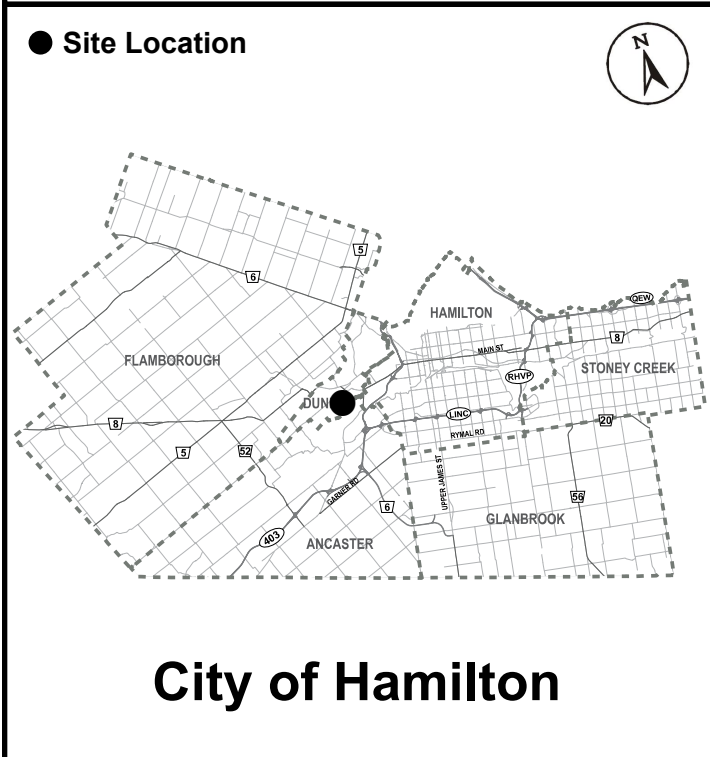 Site Location
N
5
6
HAMILTON
QEW
MAIN ST
8
FLAMBOROUGH
STONEY CREEK
RHVP
DUN
LINC
20
8
RYMAL RD
5
52
UPPER JAMES ST
GARNER RD
56
6
GLANBROOK
403
ANCASTER
City of Hamilton